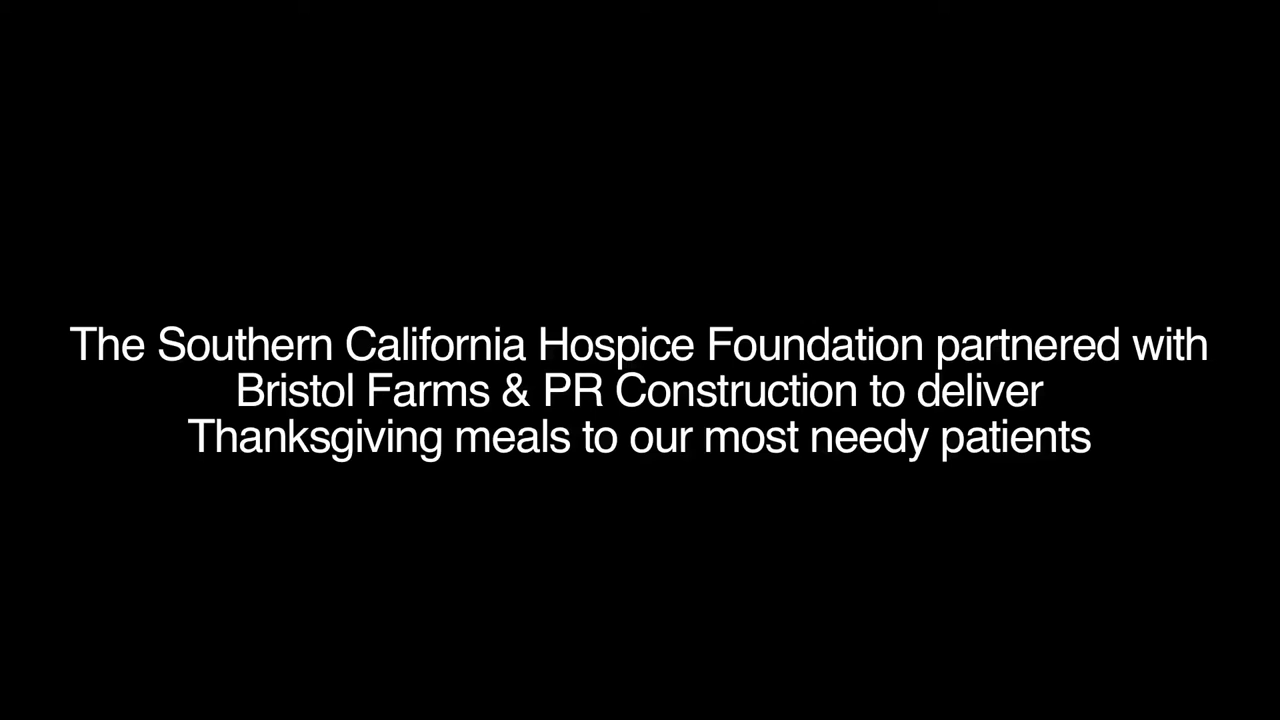 The Southern California Hospice Foundation partnered with
Bristol Farms & PR Construction to deliver
Thanksgiving meals to our most needy patients